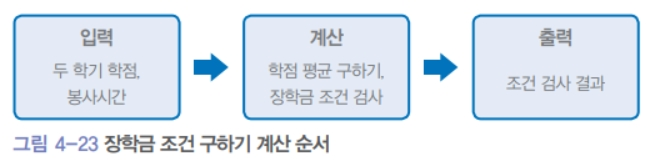 입력
두 학기 학점,
봉사시간
계산
학점 평균 구하기,
장학금 조건 검사
출력
조건 검사 결과
그림 4-23 장학금 조건 구하기 계산 순서